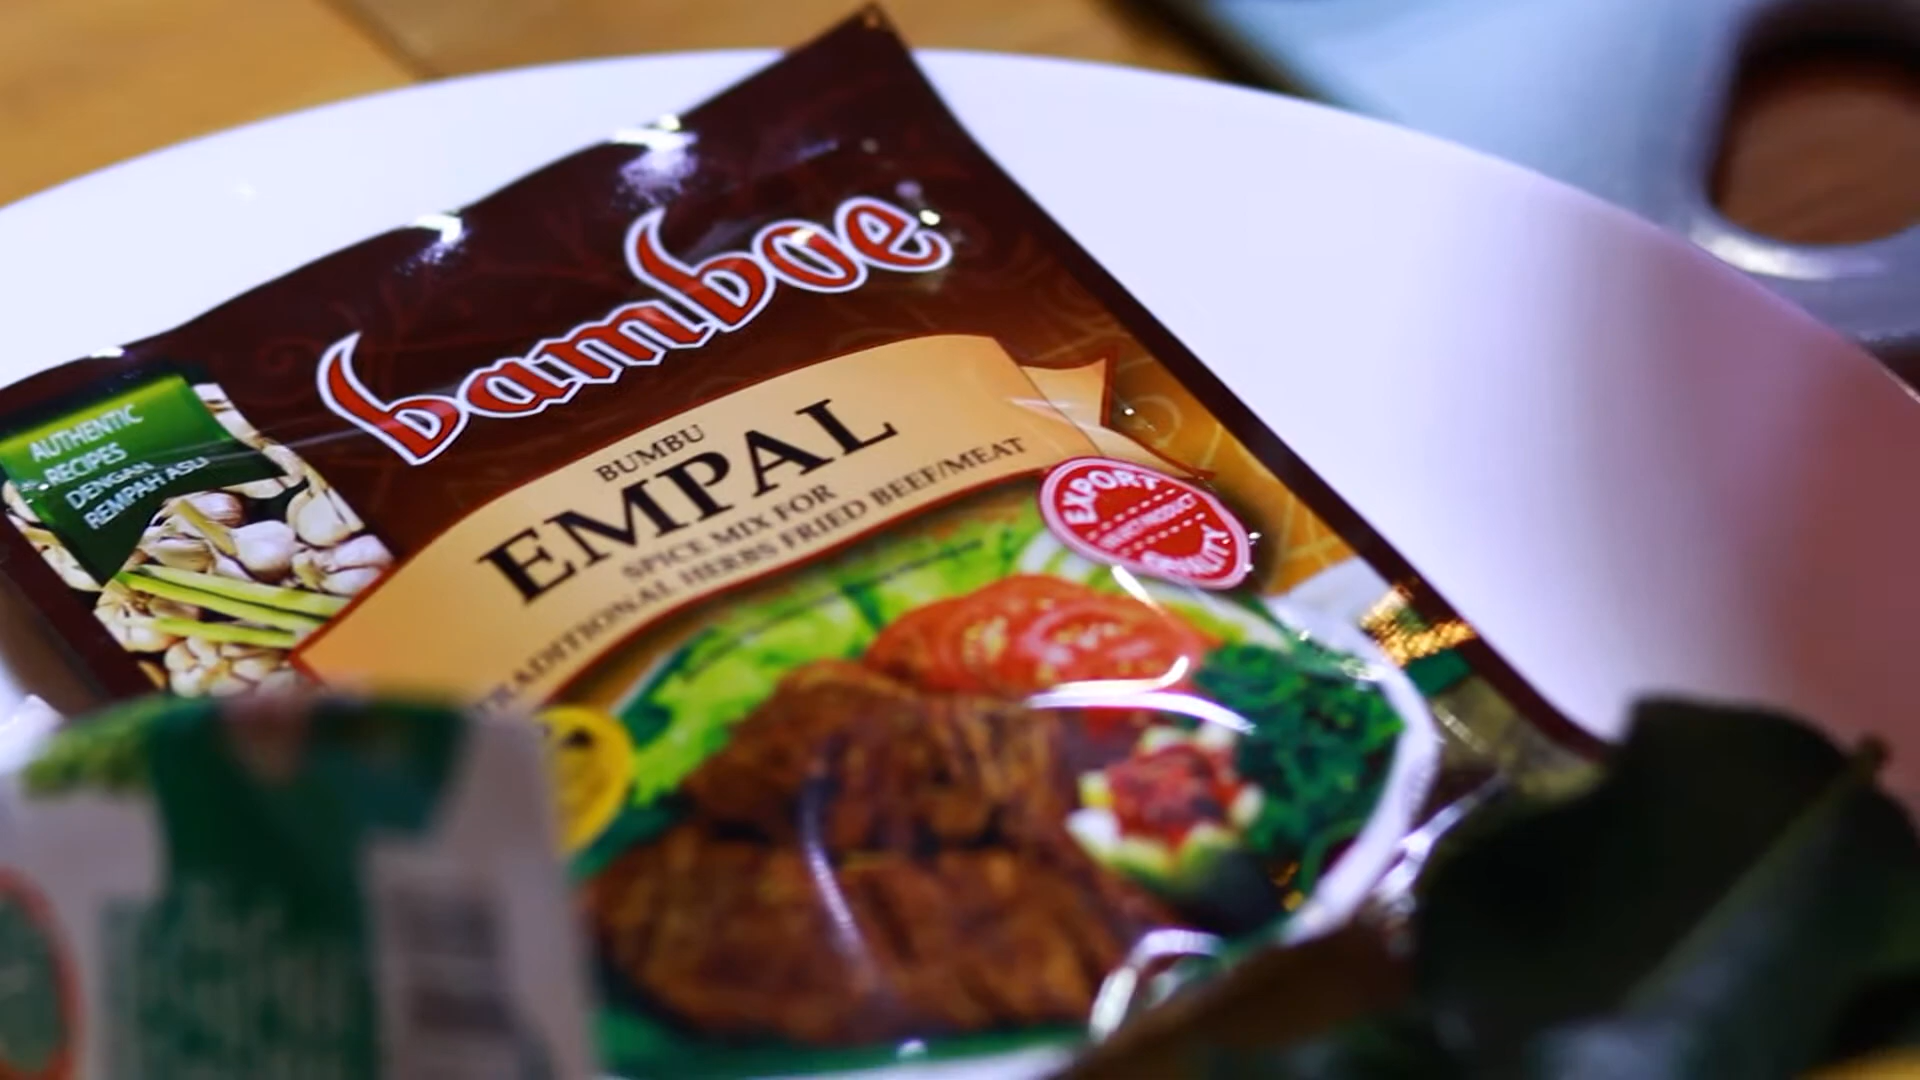 bamboe
AUTHENTIC
RECIPES
DENGAN
REMPAH ASLI
BUMBU
EMPAL
SPICE MIX FOR
TRADITIONAL HERBS FRIED BEEF/MEAT
EXPORT
QUALITY